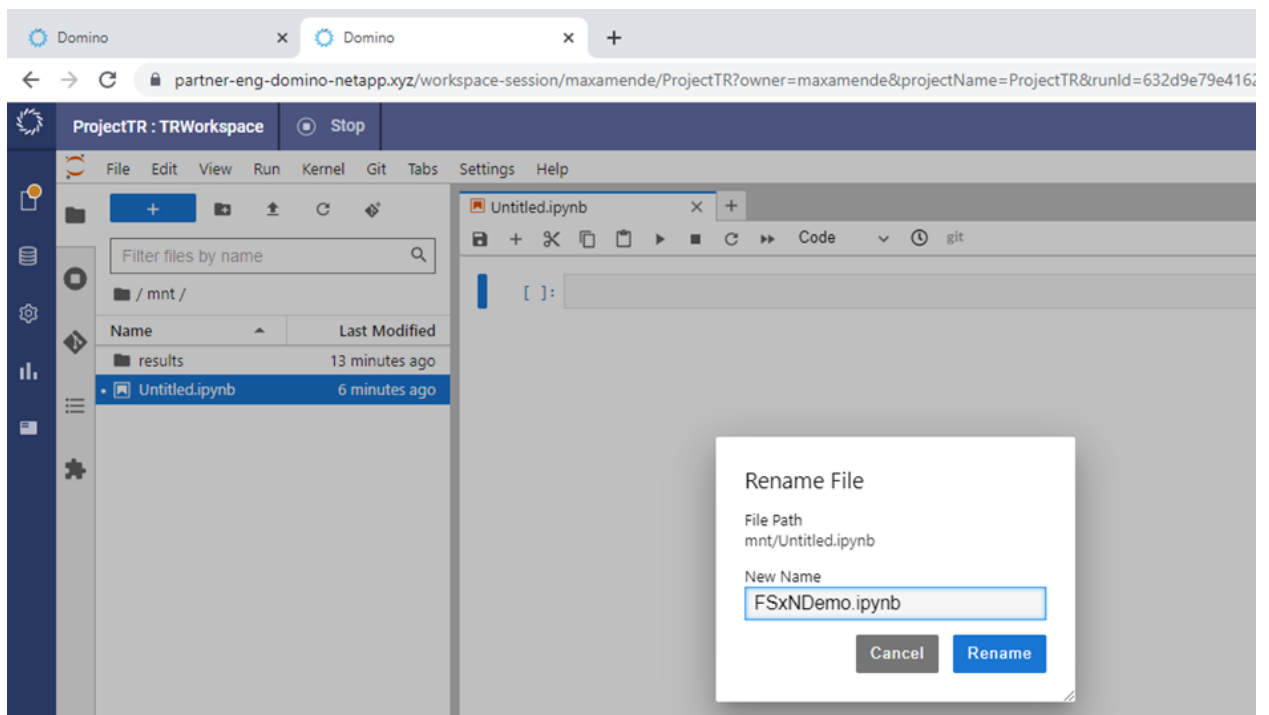 Domino
Domino
partner-eng-domino-netapp.xyz/workspace-session/maxamende/ProjectTR?owner=maxamende&projectName=ProjectTR&runId=632d9e79e4162
ProjectTR : TRWorkspace Stop
File Edit View Run Kernel Git Tabs Settings Help
Untitled.ipynb
Code git
Filter files by name
/ mnt /
[ ]:
Name Last Modified
results 13 minutes ago
Untitled.ipynb 6 minutes ago
Rename File
File Path
mnt/Untitled.ipynb
New Name
FSxNDemo.ipynb
Cancel Rename